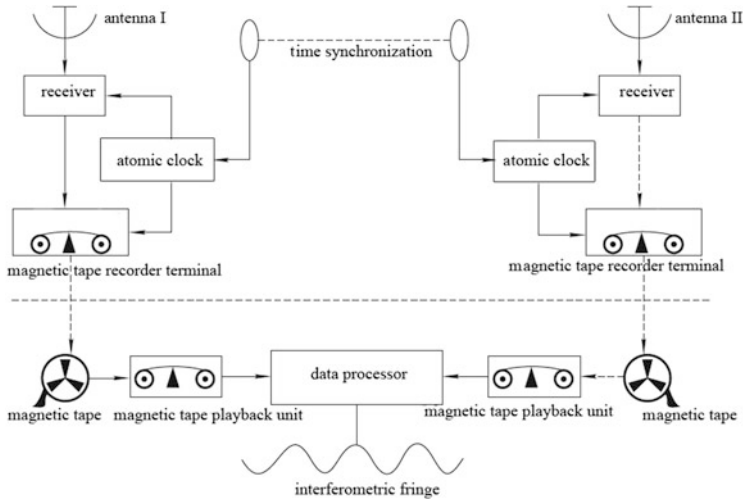 antenna I
antenna II
time synchronization
receiver
receiver
atomic clock
atomic clock
magnetic tape recorder terminal
magnetic tape recorder terminal
data processor
magnetic tape
magnetic tape playback unit
magnetic tape playback unit
magnetic tape
interferometric fringe